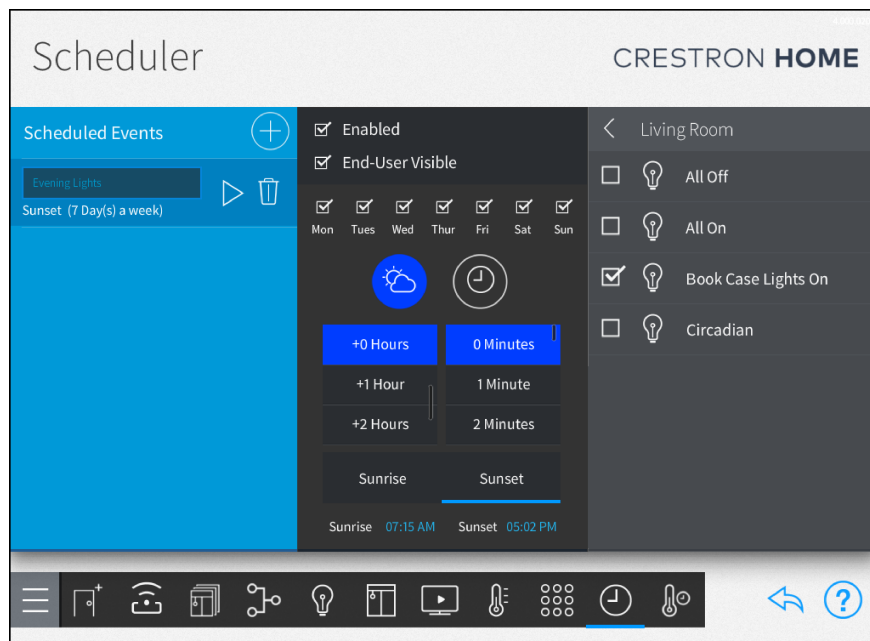 Scheduler
CRESTRON HOME
Scheduled Events
Evening Lights
Sunset (7 Day(s) a week)
Enabled
End-User Visible
Mon Tues Wed Thur Fri Sat Sun
+0 Hours 0 Minutes
+1 Hour 1 Minute
+2 Hours 2 Minutes
Sunrise Sunset
Sunrise 07:15 AM Sunset 05:02 PM
Living Room
All Off
All On
Book Case Lights On
Circadian
?